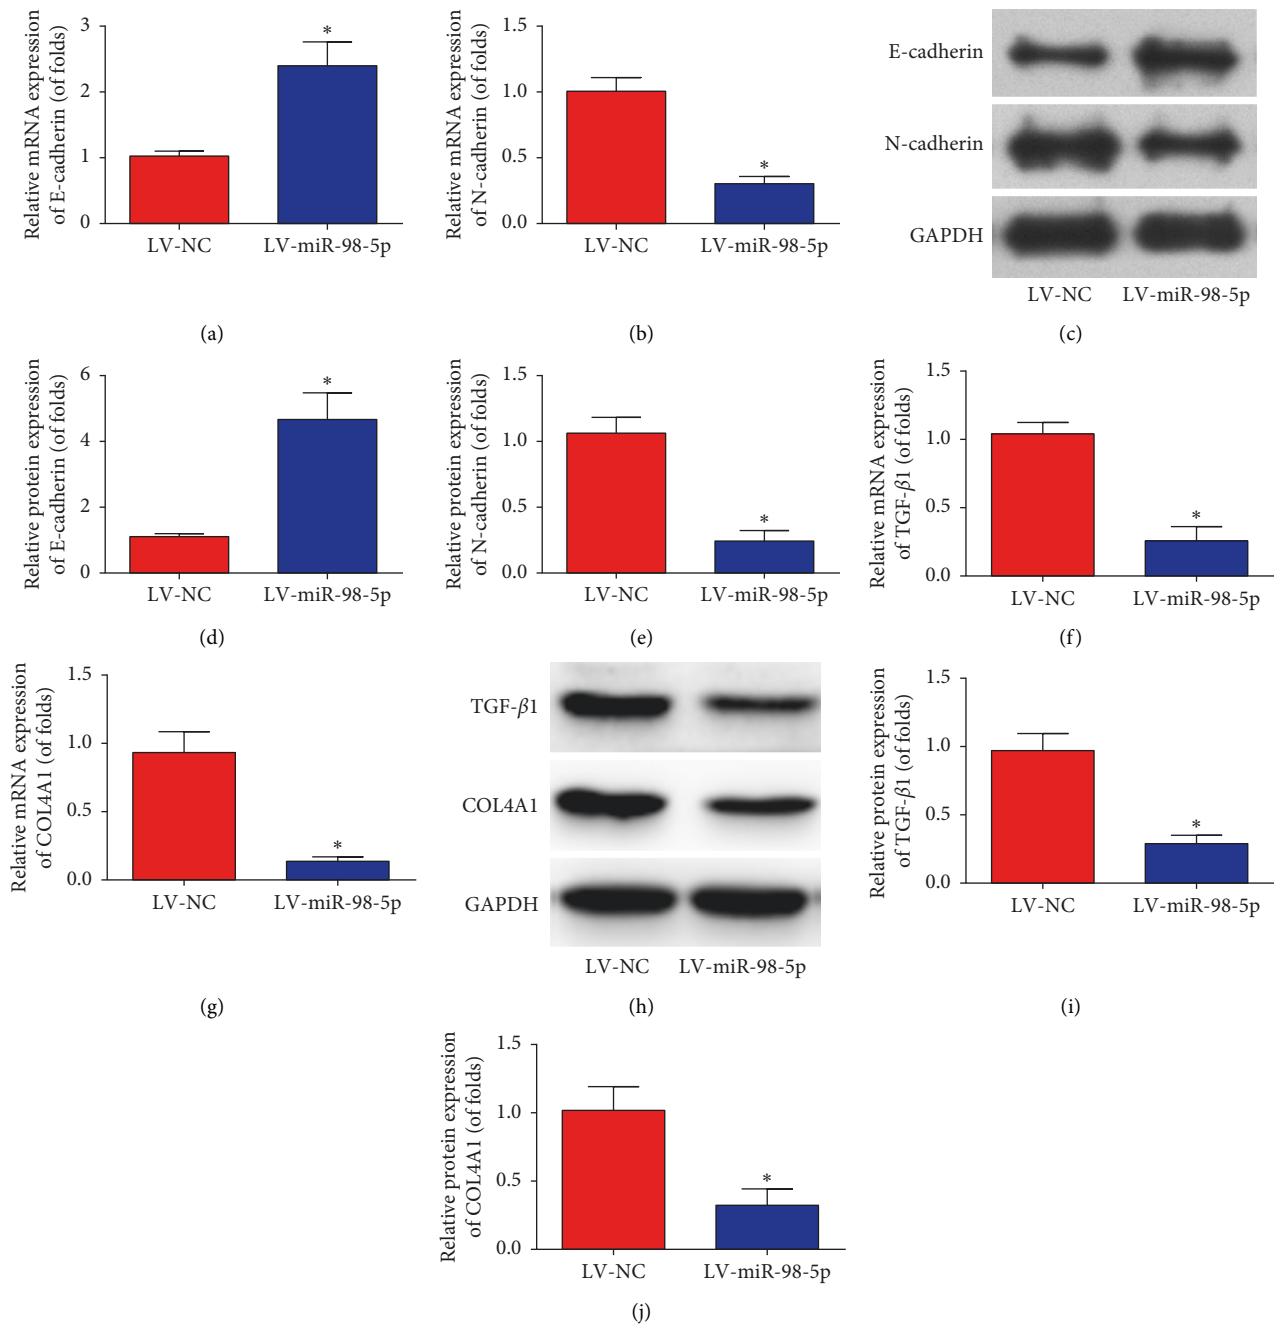 Relative mRNA expression
of E-cadherin (of folds)
3
2
1
0
*
LV-NC LV-miR-98-5p
(a)
Relative mRNA expression
of N-cadherin (of folds)
1.5
1.0
0.5
0.0
*
LV-NC LV-miR-98-5p
(b)
E-cadherin
N-cadherin
GAPDH
LV-NC LV-miR-98-5p
(c)
Relative protein expression
of E-cadherin (of folds)
6
4
2
0
*
LV-NC LV-miR-98-5p
(d)
Relative protein expression
of N-cadherin (of folds)
1.5
1.0
0.5
0.0
*
LV-NC LV-miR-98-5p
(e)
Relative mRNA expression
of TGF-β1 (of folds)
1.5
1.0
0.5
0.0
*
LV-NC LV-miR-98-5p
(f)
Relative mRNA expression
of COL4A1 (of folds)
1.5
1.0
0.5
0.0
*
LV-NC LV-miR-98-5p
(g)
TGF-β1
COL4A1
GAPDH
LV-NC LV-miR-98-5p
(h)
Relative protein expression
of TGF-β1 (of folds)
1.5
1.0
0.5
0.0
*
LV-NC LV-miR-98-5p
(i)
Relative protein expression
of COL4A1 (of folds)
1.5
1.0
0.5
0.0
*
LV-NC LV-miR-98-5p
(j)